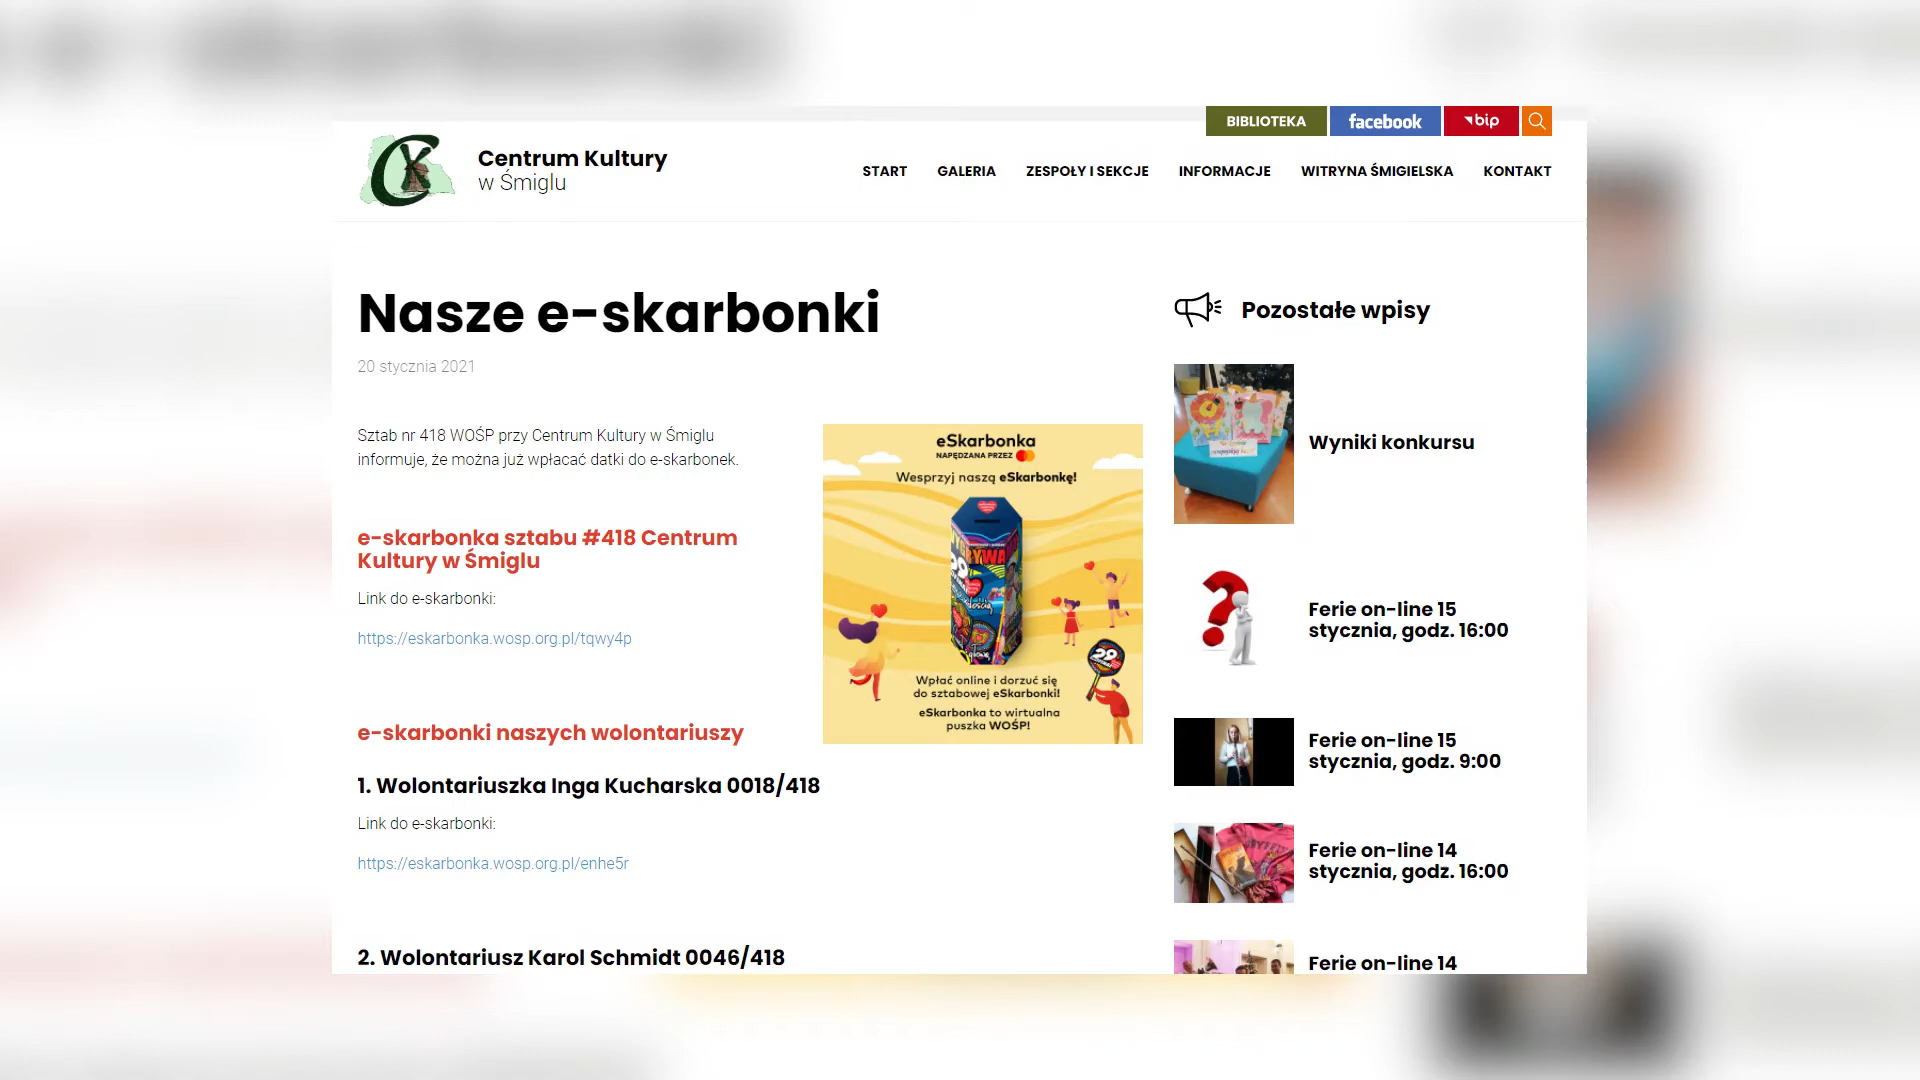 BIBLIOTEKA
facebook
bip
Centrum Kultury
w Śmiglu
START
GALERIA
ZESPOŁY I SEKCJE
INFORMACJE
WITRYNA ŚMIGIELSKA
KONTAKT
Nasze e-skarbonki
20 stycznia 2021
Sztab nr 418 WOŚP przy Centrum Kultury w Śmiglu
informuje, że można już wpłacać datki do e-skarbonek.
e-skarbonka sztabu #418 Centrum
Kultury w Śmiglu
Link do e-skarbonki:
https://eskarbonka.wosp.org.pl/tqwy4p
e-skarbonki naszych wolontariuszy
1. Wolontariuszka Inga Kucharska 0018/418
Link do e-skarbonki:
https://eskarbonka.wosp.org.pl/enhe5r
2. Wolontariusz Karol Schmidt 0046/418
eSkarbonka
NAPĘDZANA PRZEZ
Wesprzyj naszą eSkarbonkę!
29
29
Wpłać online i dorzuć się
do sztabowej eSkarbonki!
eSkarbonka to wirtualna
puszka WOŚP!
Pozostałe wpisy
Wyniki konkursu
Ferie on-line 15
stycznia, godz. 16:00
Ferie on-line 15
stycznia, godz. 9:00
Ferie on-line 14
stycznia, godz. 16:00
Ferie on-line 14